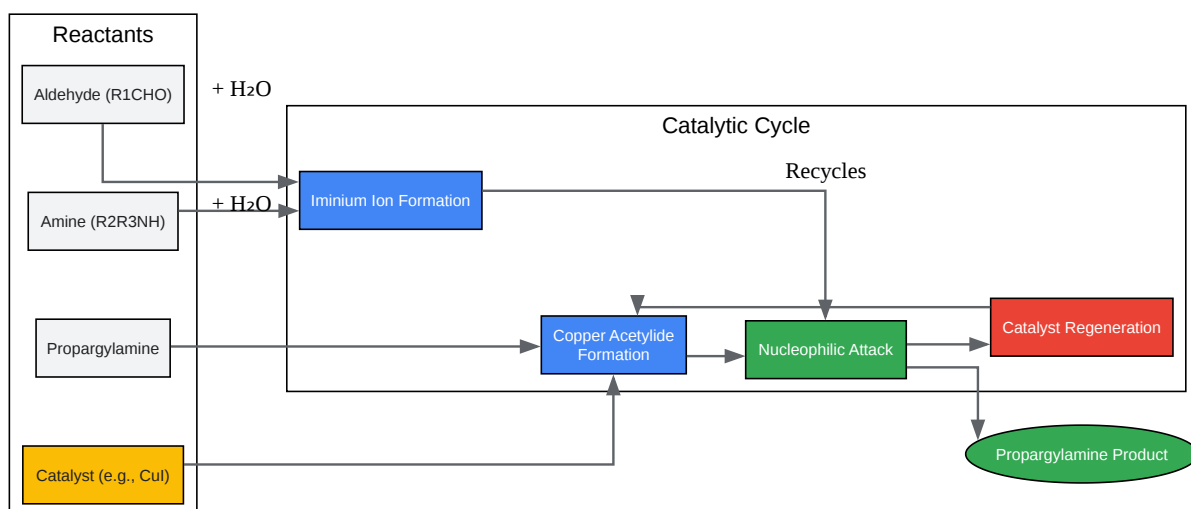 Reactants
Aldehyde (R1CHO)
+ H₂O
Catalytic Cycle
Recycles
Iminium Ion Formation
Amine (R2R3NH)
+ H₂O
Propargylamine
Copper Acetylide
Formation
Nucleophilic Attack
Catalyst Regeneration
Catalyst (e.g., CuI)
Propargylamine Product